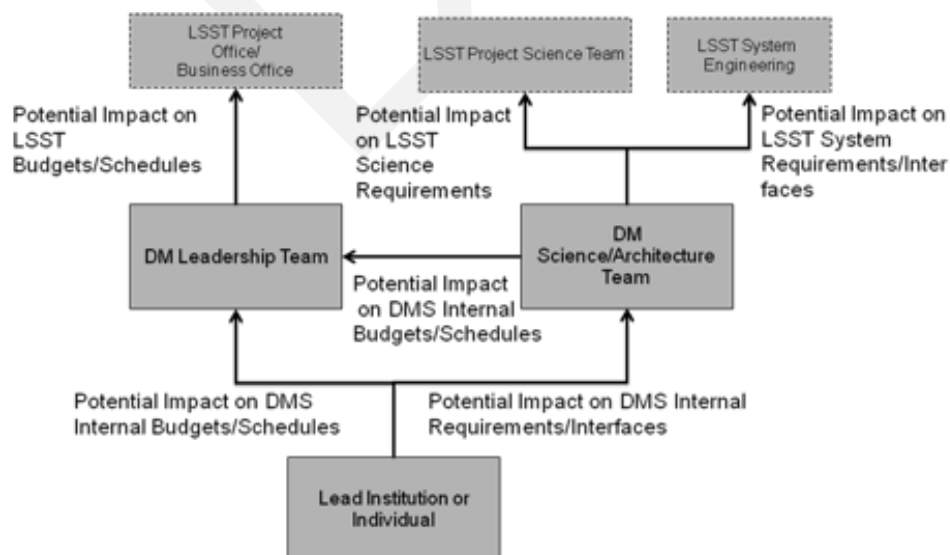 LSST Project
Office/
Business Office
LSST Project Science Team
LSST System
Engineering
Potential Impact on
LSST
Budgets/Schedules
Potential Impact
on LSST
Science
Requirements
Potential Impact on
LSST System
Requirements/Inter
faces
DM Leadership Team
DM
Science/Architecture
Team
Potential Impact
on DMS Internal
Budgets/Schedules
Potential Impact on DMS
Internal Budgets/Schedules
Potential Impact on DMS Internal
Requirements/Interfaces
Lead Institution or
Individual